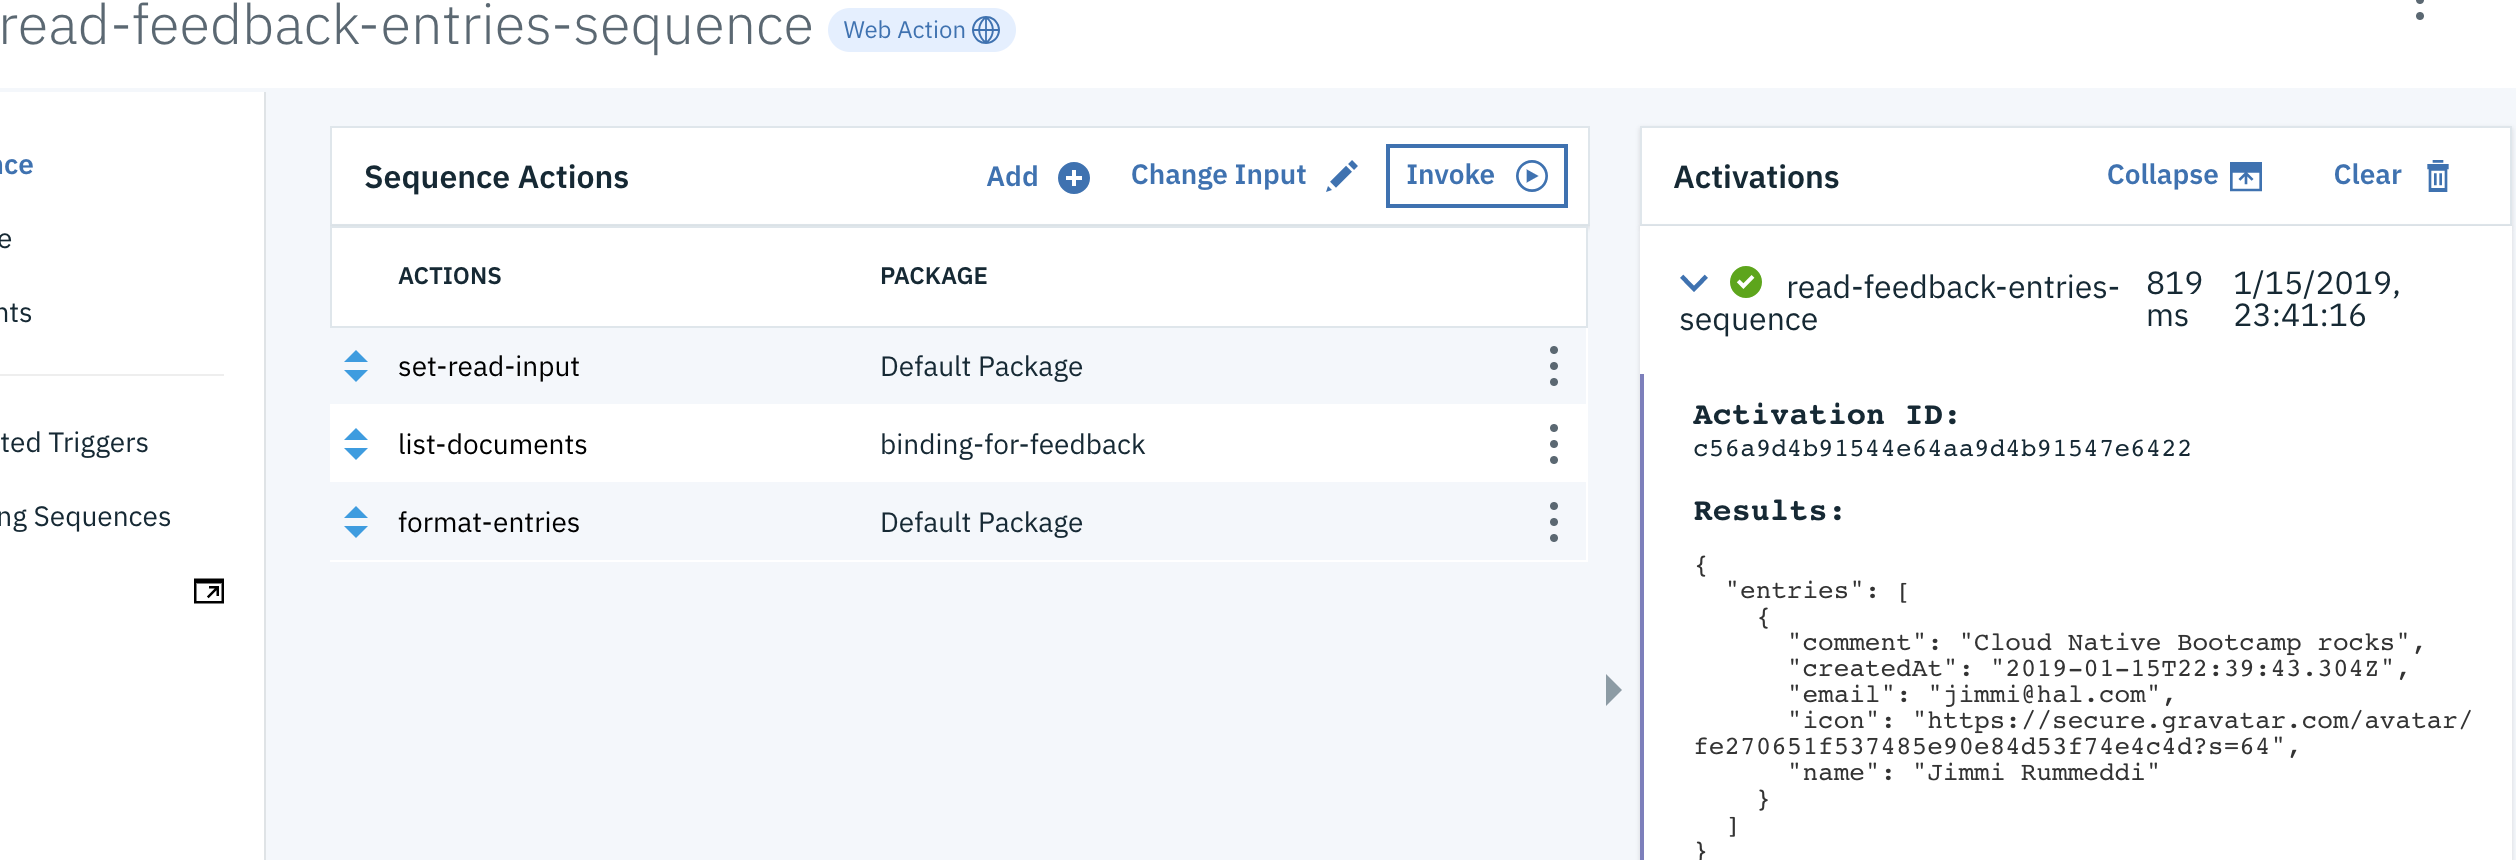 read-feedback-entries-sequence Web Action
ce
e
nts
ted Triggers
ng Sequences
Sequence Actions Add Change Input Invoke
ACTIONS PACKAGE
set-read-input Default Package
list-documents binding-for-feedback
format-entries Default Package
Activations Collapse Clear
read-feedback-entries- 819 1/15/2019,
sequence ms 23:41:16
Activation ID:
c56a9d4b91544e64aa9d4b91547e6422
Results:
{
"entries": [
{
"comment": "Cloud Native Bootcamp rocks",
"createdAt": "2019-01-15T22:39:43.304Z",
"email": "jimmi@hal.com",
"icon": "https://secure.gravatar.com/avatar/
fe270651f537485e90e84d53f74e4c4d?s=64",
"name": "Jimmi Rummeddi"
}
]
}